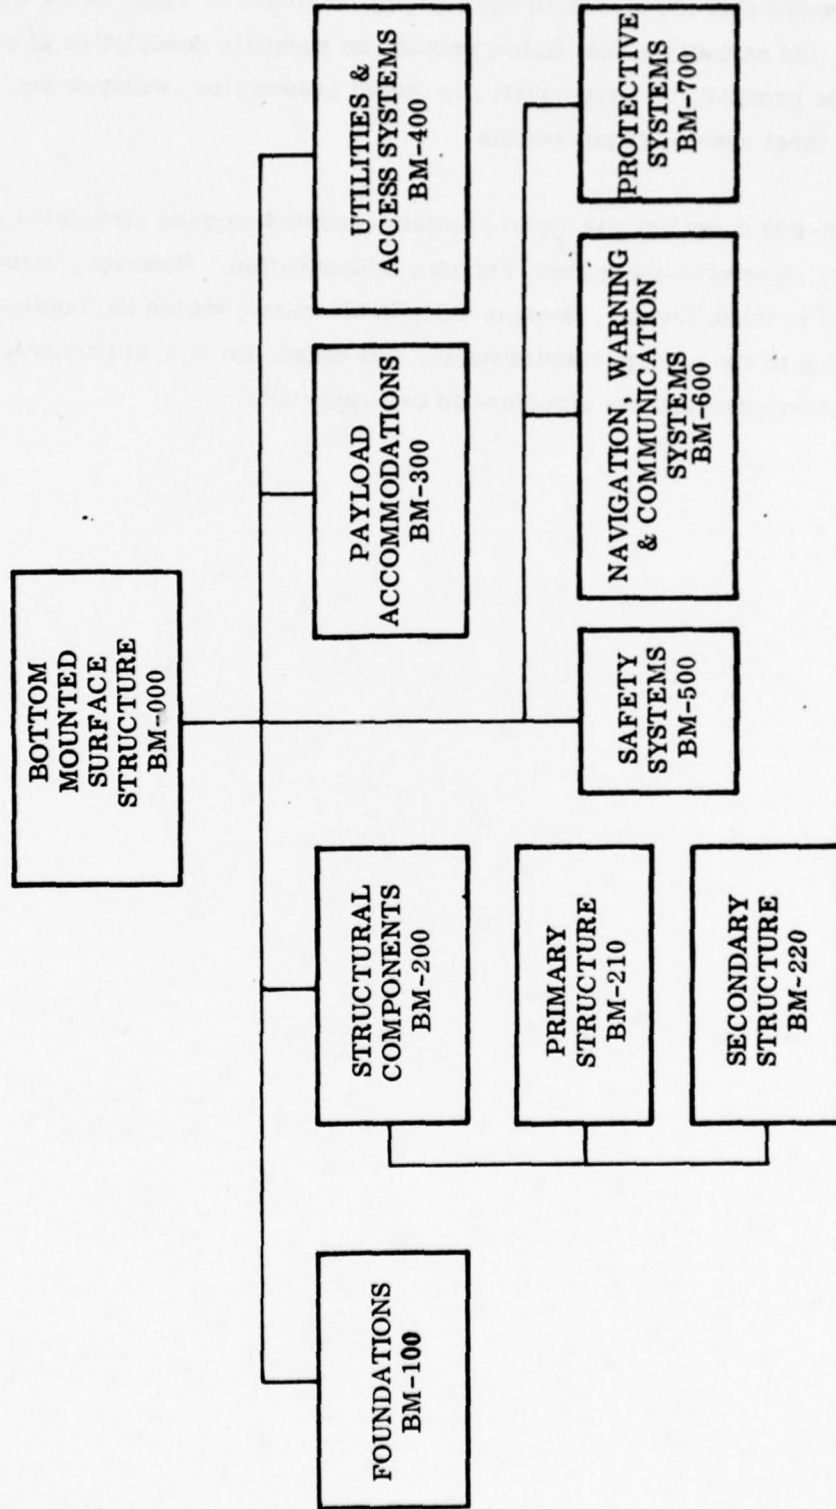 BOTTOM
MOUNTED
SURFACE
STRUCTURE
BM-000
FOUNDATIONS
BM-100
STRUCTURAL
COMPONENTS
BM-200
PRIMARY
STRUCTURE
BM-210
SECONDARY
STRUCTURE
BM-220
PAYLOAD
ACCOMMODATIONS
BM-300
UTILITIES &
ACCESS SYSTEMS
BM-400
SAFETY
SYSTEMS
BM-500
NAVIGATION, WARNING
& COMMUNICATION
SYSTEMS
BM-600
PROTECTIVE
SYSTEMS
BM-700